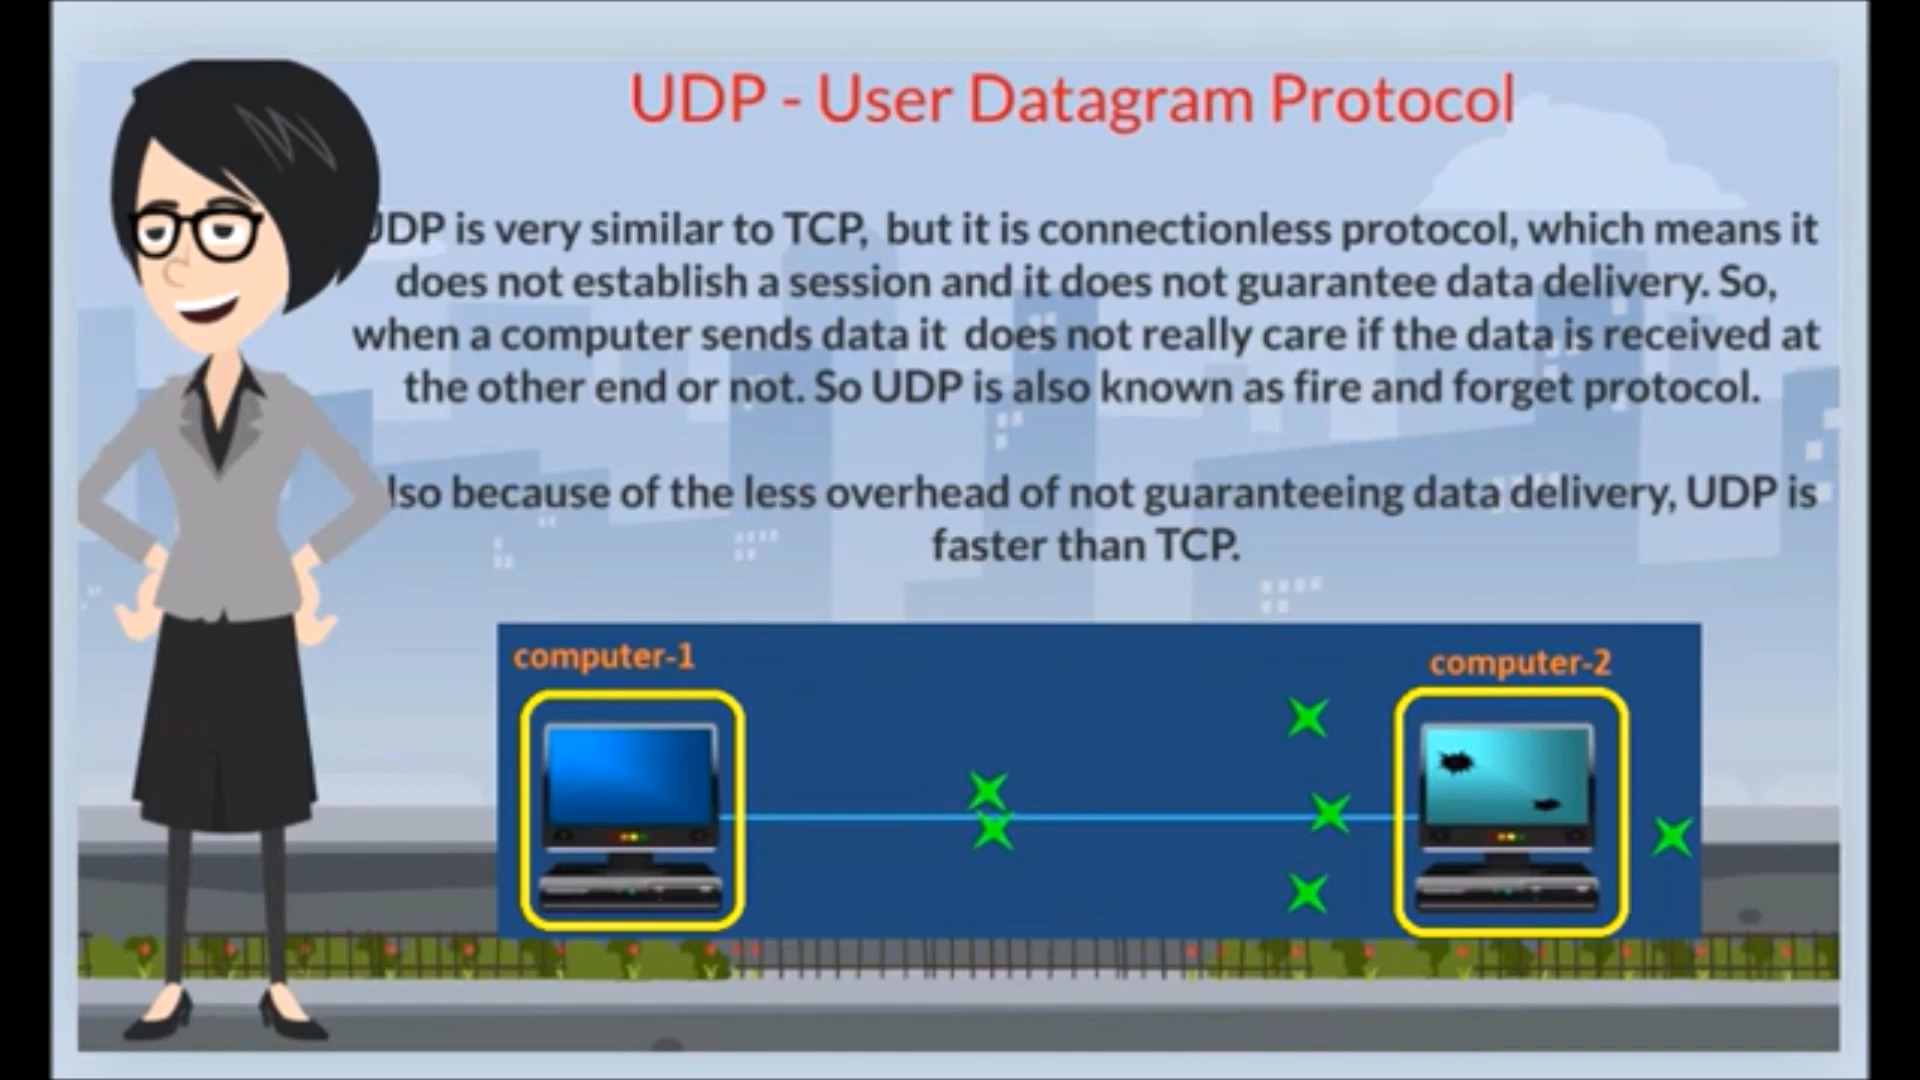 UDP - User Datagram Protocol
UDP is very similar to TCP, but it is connectionless protocol, which means it
does not establish a session and it does not guarantee data delivery. So,
when a computer sends data it does not really care if the data is received at
the other end or not. So UDP is also known as fire and forget protocol.
lso because of the less overhead of not guaranteeing data delivery, UDP is
faster than TCP.
computer-1
computer-2